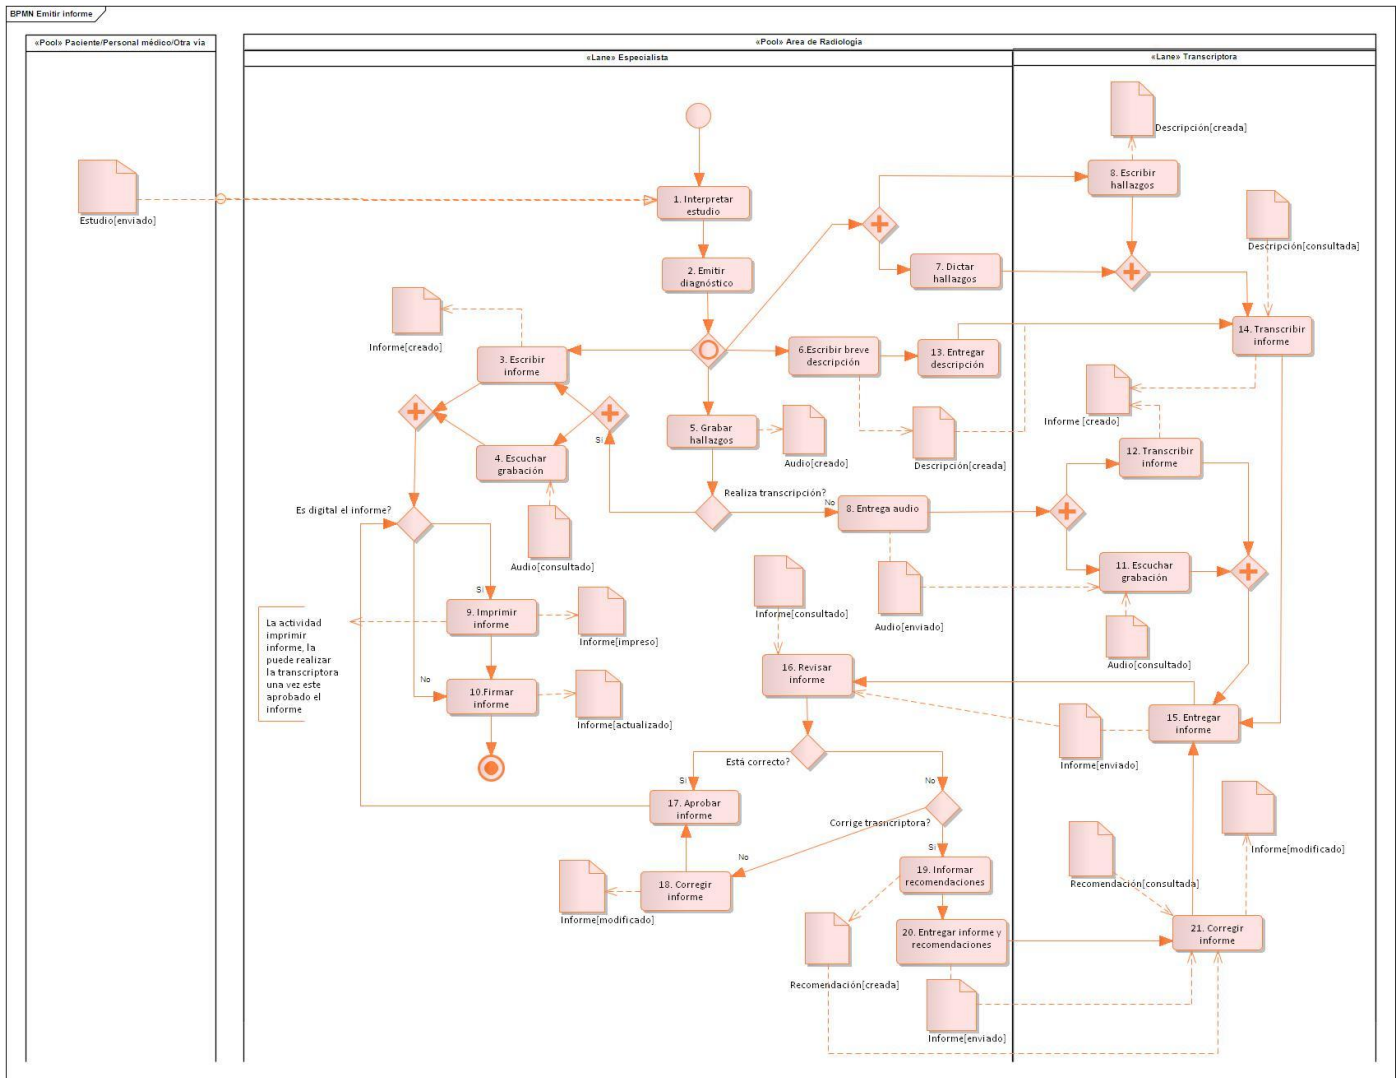 BPMN Emitir informe
«Pool» Paciente/Personal médico/Otra vía
«Pool» Area de Radiología
«Lane» Especialista
«Lane» Transcriptora
Descripción[creada]
8. Escribir
hallazgos
Estudio[enviado]
1. Interpretar
estudio
Descripción[consultada]
2. Emitir
diagnóstico
7. Dictar
hallazgos
Informe[creado]
3. Escribir
informe
6.Escribir breve
descripción
13. Entregar
descripción
14. Transcribir
informe
5. Grabar
hallazgos
Audio[creado]
Descripción[creada]
Informe [creado]
Si
4. Escuchar
grabación
12. Transcribir
informe
Realiza transcripción?
No
8. Entrega audio
Es digital el informe?
Audio[consultado]
11. Escuchar
grabación
Si
Informe[consultado]
Audio[enviado]
Audio[consultado]
La actividad
imprimir
informe, la
puede realizar
la transcriptora
una vez este
aprobado el
informe
9. Imprimir
informe
Informe[impreso]
16. Revisar
informe
No
10.Firmar
informe
Informe[actualizado]
15. Entregar
informe
Informe[enviado]
Está correcto?
Si
No
17. Aprobar
informe
Corrige trasncriptora?
Si
No
Informe[modificado]
18. Corregir
informe
19. Informar
recomendaciones
Recomendación[consultada]
Informe[modificado]
20. Entregar informe y
recomendaciones
21. Corregir
informe
Recomendación[creada]
Informe[enviado]